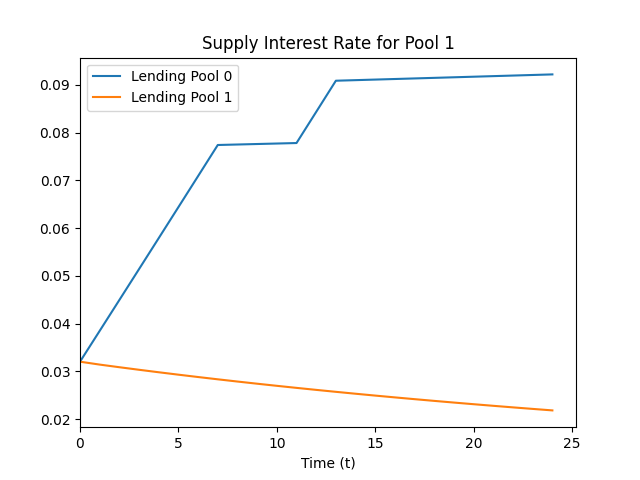 Supply Interest Rate for Pool 1
Lending Pool 0
Lending Pool 1
0.09
0.08
0.07
0.06
0.05
0.04
0.03
0.02
0 5 10 15 20 25
Time (t)